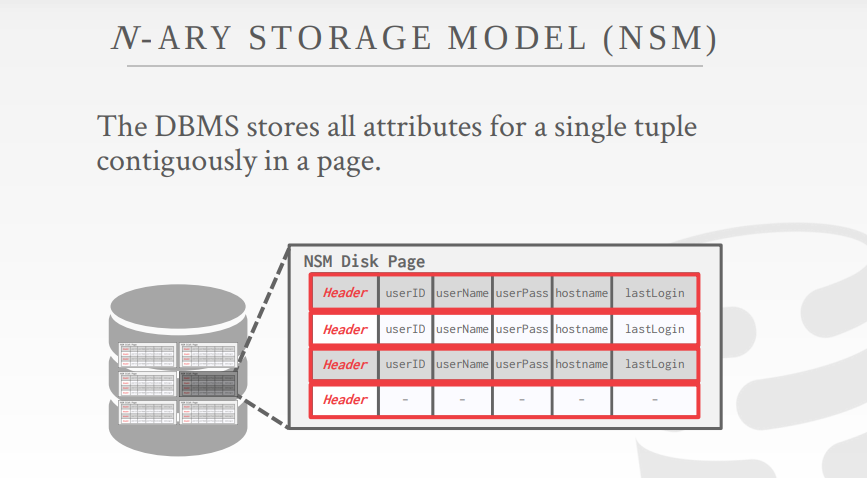 N-ARY STORAGE MODEL (NSM)
The DBMS stores all attributes for a single tuple
contiguously in a page.
NSM Disk Page
Header userID userName userPass hostname lastLogin
Header userID userName userPass hostname lastLogin
Header userID userName userPass hostname lastLogin
Header - - - - -